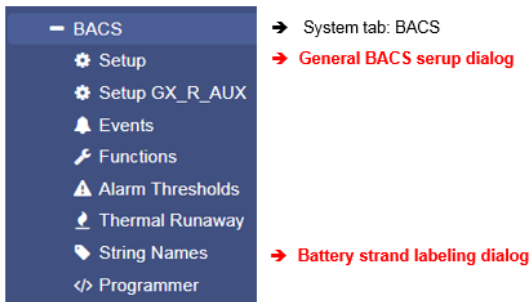 BACS ➔ System tab: BACS
Setup ➔ General BACS serup dialog
Setup GX_R_AUX
Events
Functions
Alarm Thresholds
Thermal Runaway
String Names ➔ Battery strand labeling dialog
</> Programmer